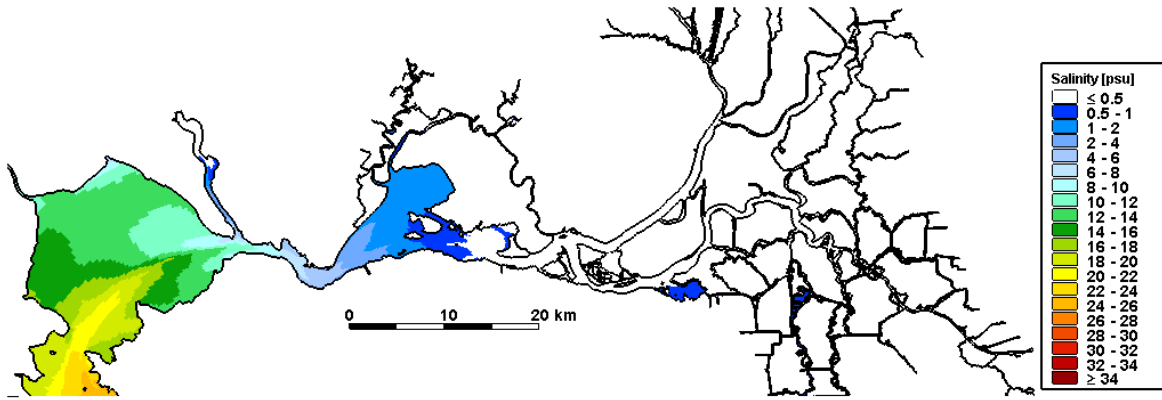 Salinity [psu]
≤ 0.5
0.5 - 1
1 - 2
2 - 4
4 - 6
6 - 8
8 - 10
10 - 12
12 - 14
14 - 16
16 - 18
18 - 20
20 - 22
22 - 24
24 - 26
26 - 28
28 - 30
30 - 32
32 - 34
≥ 34
0 10 20 km